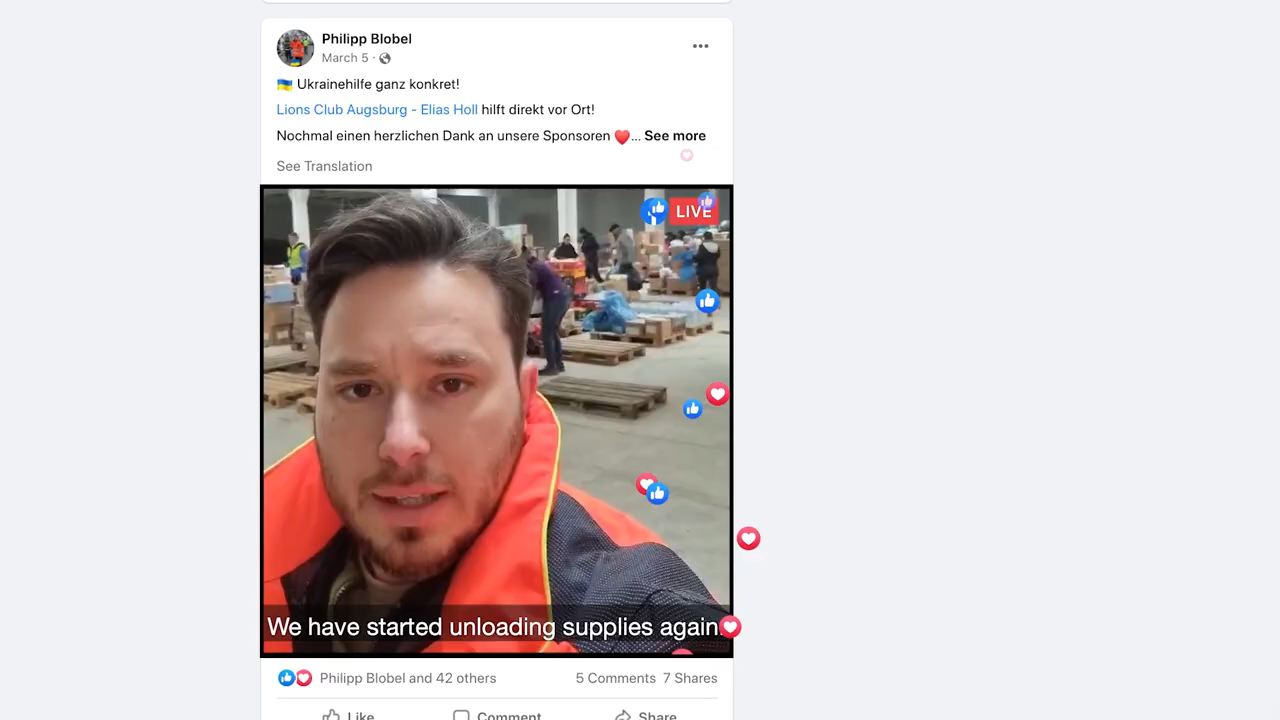 Philipp Blobel
March 5 ·
🇺🇦 Ukrainehilfe ganz konkret!
Lions Club Augsburg - Elias Holl hilft direkt vor Ort!
Nochmal einen herzlichen Dank an unsere Sponsoren ❤️... See more
See Translation
LIVE
We have started unloading supplies again
Philipp Blobel and 42 others
5 Comments 7 Shares
Like Comment Share